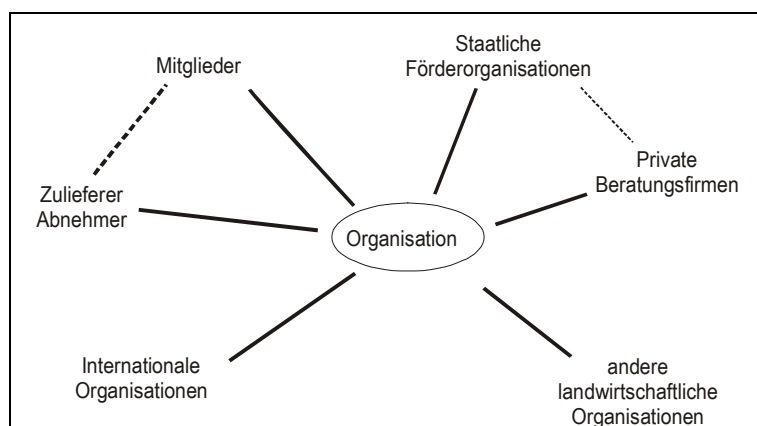 Mitglieder
Staatliche
Förderorganisationen
Zulieferer
Abnehmer
Private
Beratungsfirmen
Organisation
Internationale
Organisationen
andere
landwirtschaftliche
Organisationen